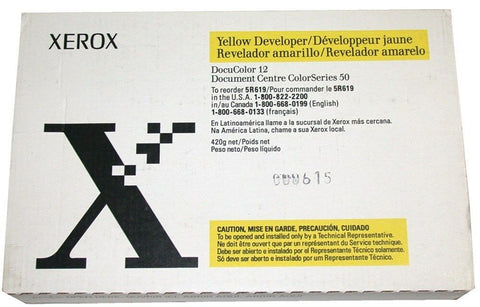 XEROX
Yellow Developer/Développeur jaune
Revelador amarillo/Revelador amarelo
DocuColor 12
Document Centre ColorSeries 50
To reorder 5R619/Pour commander le 5R619
in the U.S.A. 1-800-822-2200
in/au Canada 1-800-668-0199 (English)
1-800-668-0133 (français)
En Latinoamérica llame a la sucursal de Xerox más cercana.
Na América Latina, chame a sua Xerox local.
420g net/Poids net
Peso neto/Peso líquido
000615
CAUTION, MISE EN GARDE, PRECAUCIÓN, CUIDADO
To be opened and installed only by a Technical Representative.
Ne doit être ouvert que par un représentant du Service technique.
Debe ser abierto e instalado por el Representante Técnico solamente.
Só deve ser aberto e instalado por um Representante Técnico.
X